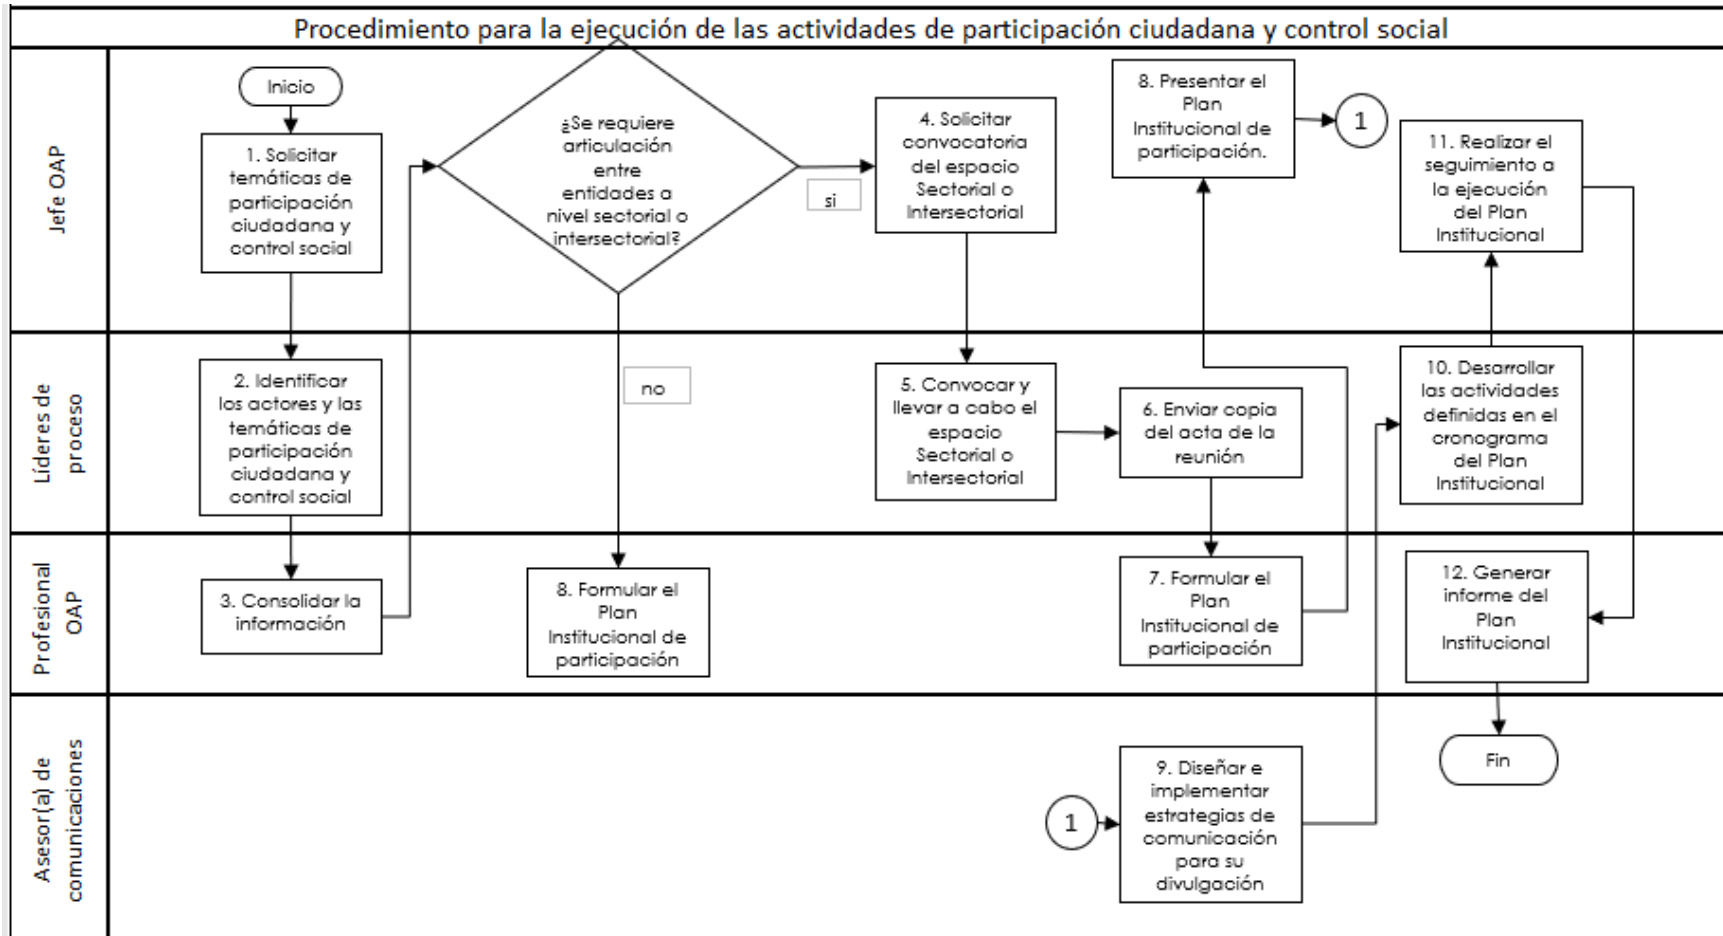 Procedimiento para la ejecución de las actividades de participación ciudadana y control social
Jefe OAP
Inicio
1. Solicitar
temáticas de
participación
ciudadana y
control social
¿Se requiere
articulación
entre
entidades a
nivel sectorial o
intersectorial?
si
no
4. Solicitar
convocatoria
del espacio
Sectorial o
Intersectorial
8. Presentar el
Plan
Institucional de
participación.
1
11. Realizar el
seguimiento a
la ejecución
del Plan
Institucional
Líderes de
proceso
2. Identificar
los actores y las
temáticas de
participación
ciudadana y
control social
5. Convocar y
llevar a cabo el
espacio
Sectorial o
Intersectorial
6. Enviar copia
del acta de la
reunión
10. Desarrollar
las actividades
definidas en el
cronograma
del Plan
Institucional
Profesional
OAP
3. Consolidar la
información
8. Formular el
Plan
Institucional de
participación
7. Formular el
Plan
Institucional de
participación
12. Generar
informe del
Plan
Institucional
Asesor(a) de
comunicaciones
1
9. Diseñar e
implementar
estrategias de
comunicación
para su
divulgación
Fin